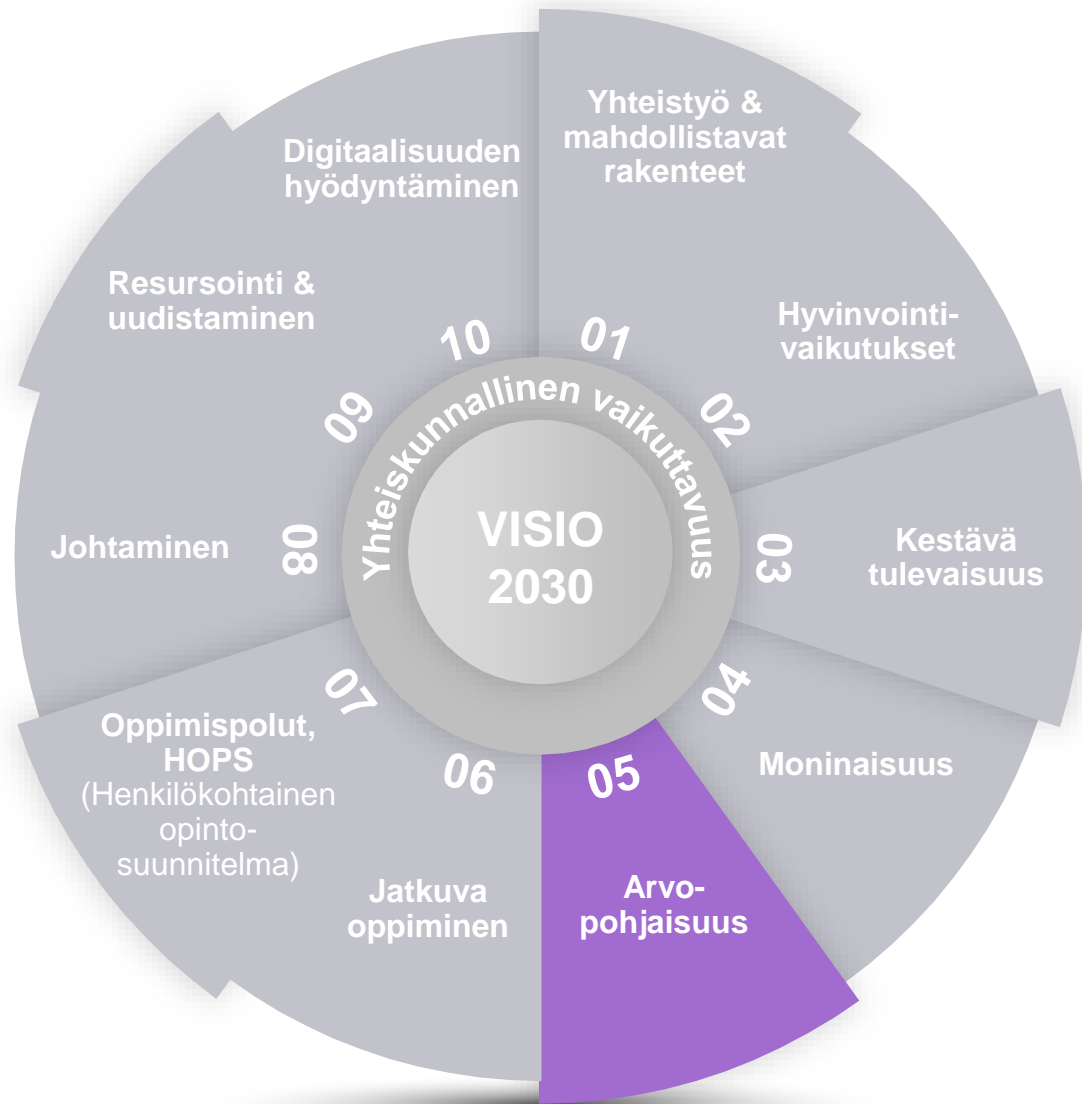 VISIO
2030
Yhteiskunnallinen vaikuttavuus
01
Yhteistyö &
mahdollistavat
rakenteet
02
Hyvinvointi-
vaikutukset
03
Kestävä
tulevaisuus
04
Moninaisuus
05
Arvo-
pohjaisuus
06
Jatkuva
oppiminen
07
Oppimispolut,
HOPS
(Henkilökohtainen
opinto-
suunnitelma)
08
Johtaminen
09
Resursointi &
uudistaminen
10
Digitaalisuuden
hyödyntäminen